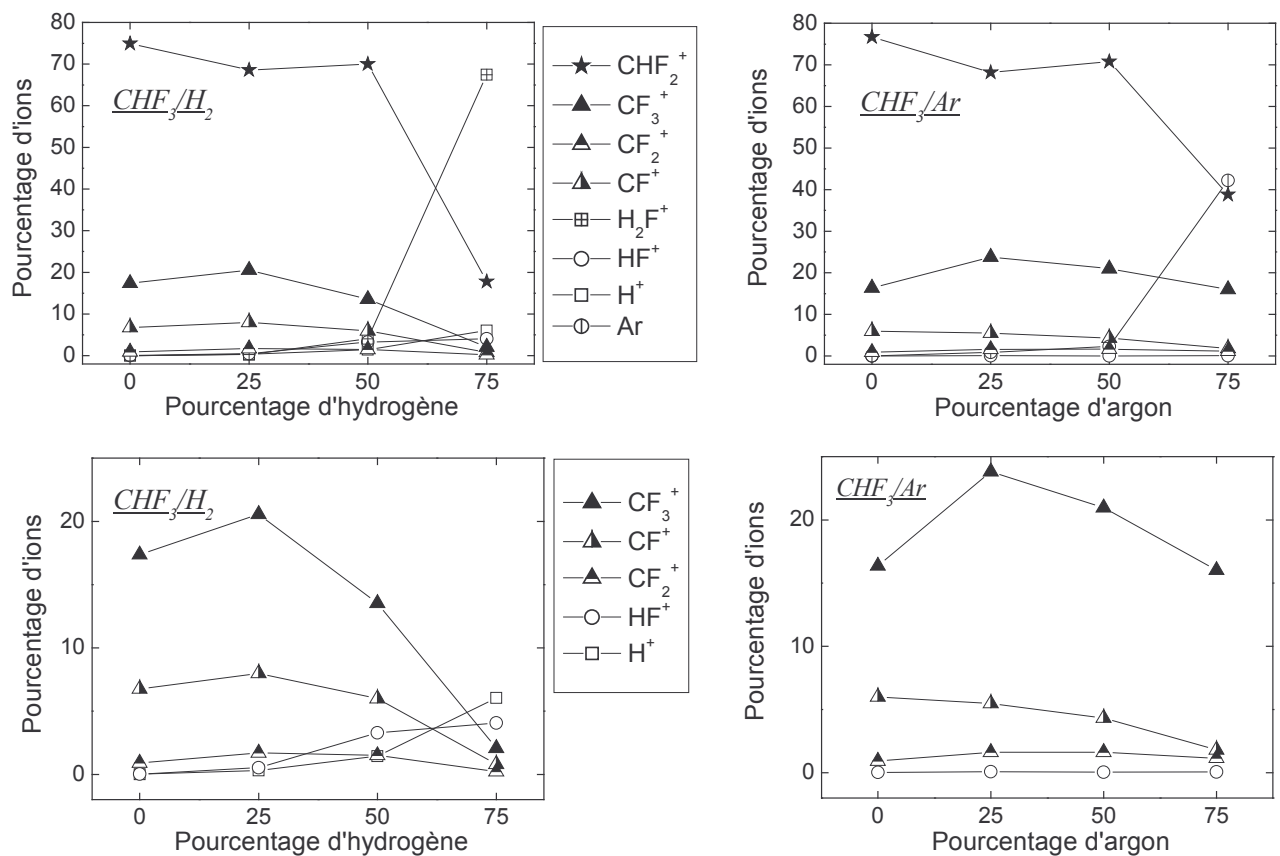 80
70
60
50
40
30
20
10
0
Pourcentage d'ions
CHF₃/H₂
0 25 50 75
Pourcentage d'hydrogène
CHF₂⁺
CF₃⁺
CF₂⁺
CF⁺
H₂F⁺
HF⁺
H⁺
Ar
80
70
60
50
40
30
20
10
0
Pourcentage d'ions
CHF₃/Ar
0 25 50 75
Pourcentage d'argon
20
10
0
Pourcentage d'ions
CHF₃/H₂
0 25 50 75
Pourcentage d'hydrogène
CF₃⁺
CF⁺
CF₂⁺
HF⁺
H⁺
20
10
0
Pourcentage d'ions
CHF₃/Ar
0 25 50 75
Pourcentage d'argon